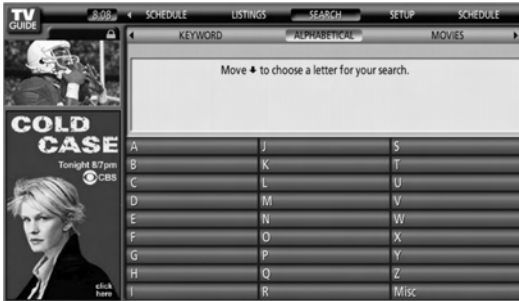 TV
GUIDE
8:08
SCHEDULE LISTINGS SEARCH SETUP SCHEDULE
KEYWORD ALPHABETICAL MOVIES
Move to choose a letter for your search.
COLD
CASE
Tonight 8/7pm
CBS
click
here
A J S
B K T
C L U
D M V
E N W
F O X
G P Y
H Q Z
I R Misc